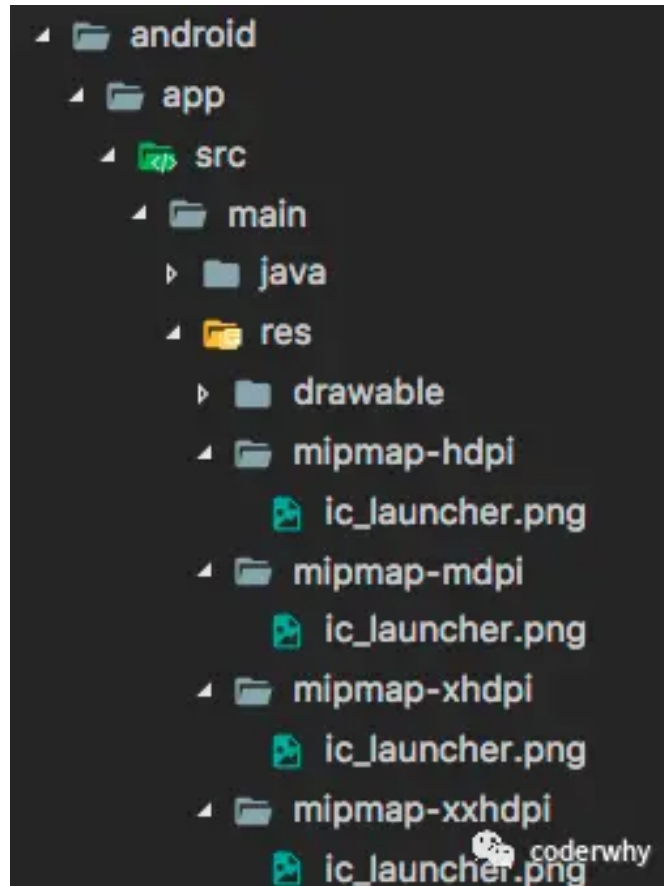 android
app
src
main
java
res
drawable
mipmap-hdpi
ic_launcher.png
mipmap-mdpi
ic_launcher.png
mipmap-xhdpi
ic_launcher.png
mipmap-xxhdpi
coderwhy
ic_launcher.png